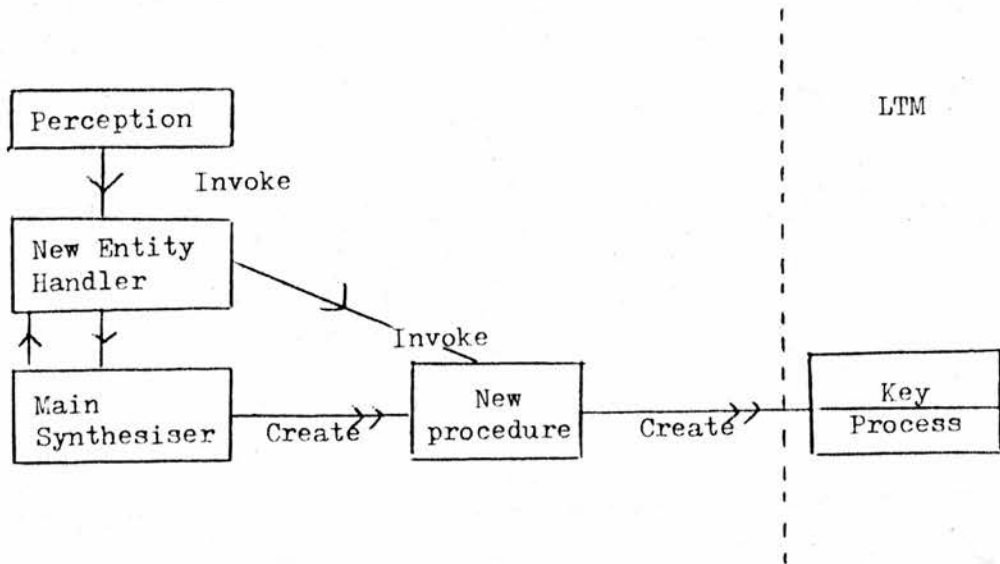 LTM
Perception
Invoke
New Entity
Handler
Invoke
Main
Synthesiser
Create
New
procedure
Create
Key
Process